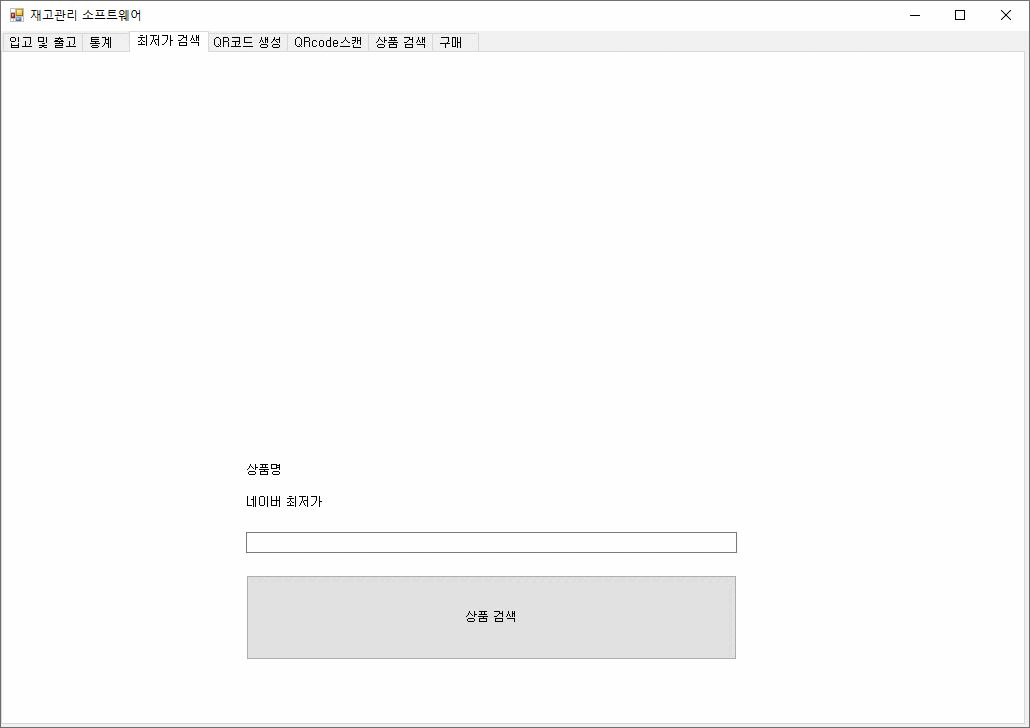 재고관리 소프트웨어
입고 및 출고 통계 최저가 검색 QR코드 생성 QRcode스캔 상품 검색 구매
상품명
네이버 최저가
상품 검색